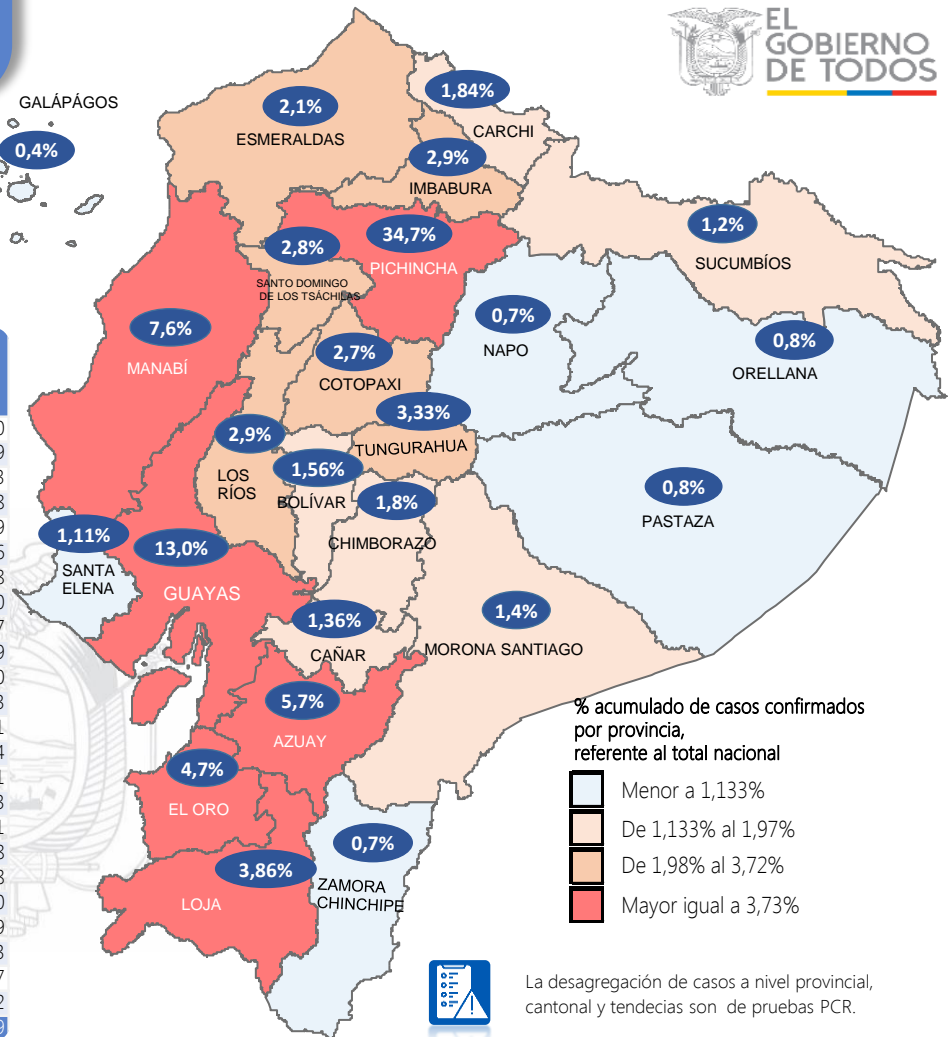 EL
GOBIERNO
DE TODOS
GALÁPÁGOS
0,4%
2,1%
ESMERALDAS
1,84%
CARCHI
2,9%
IMBABURA
1,2%
SUCUMBÍOS
2,8%
SANTO DOMINGO
DE LOS TSÁCHILAS
34,7%
PICHINCHA
7,6%
MANABÍ
0,7%
NAPO
0,8%
ORELLANA
2,7%
COTOPAXI
3,33%
TUNGURAHUA
2,9%
LOS
RÍOS
1,56%
BOLÍVAR
1,8%
CHIMBORAZO
0,8%
PASTAZA
1,11%
SANTA
ELENA
13,0%
GUAYAS
1,36%
CAÑAR
1,4%
MORONA SANTIAGO
5,7%
AZUAY
4,7%
EL ORO
3,86%
LOJA
0,7%
ZAMORA
CHINCHIPE
% acumulado de casos confirmados
por provincia,
referente al total nacional
Menor a 1,133%
De 1,133% al 1,97%
De 1,98% al 3,72%
Mayor igual a 3,73%
La desagregación de casos a nivel provincial,
cantonal y tendecias son de pruebas PCR.